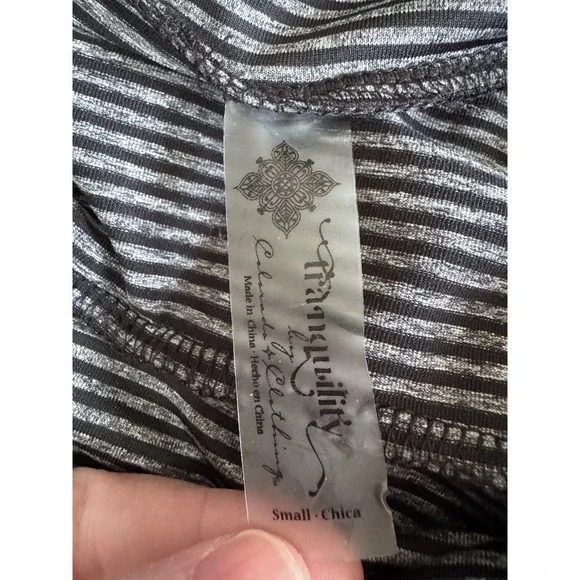 tranquility
by
Colorado Clothing
Made in China · Hecho en China
Small · Chica